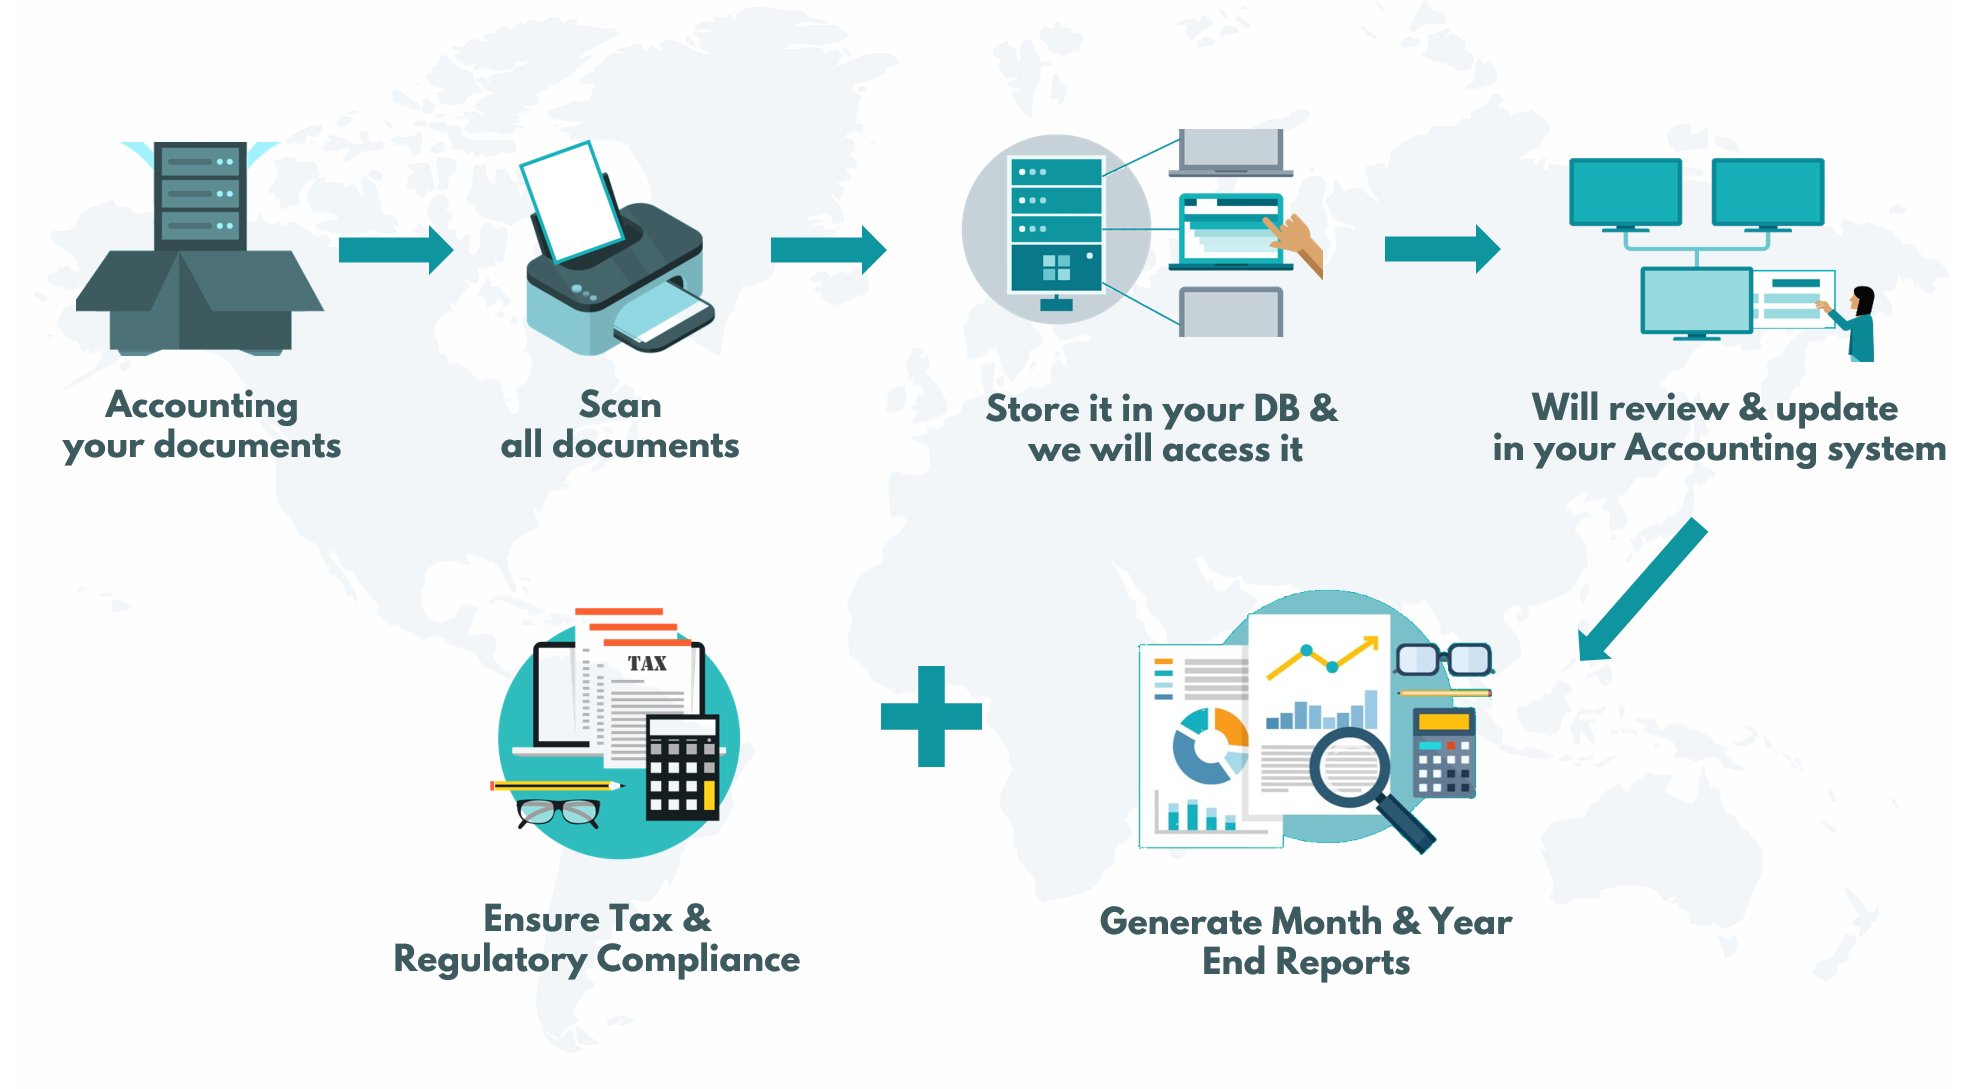 Accounting
your documents
Scan
all documents
Store it in your DB &
we will access it
Will review & update
in your Accounting system
TAX
Ensure Tax &
Regulatory Compliance
Generate Month & Year
End Reports